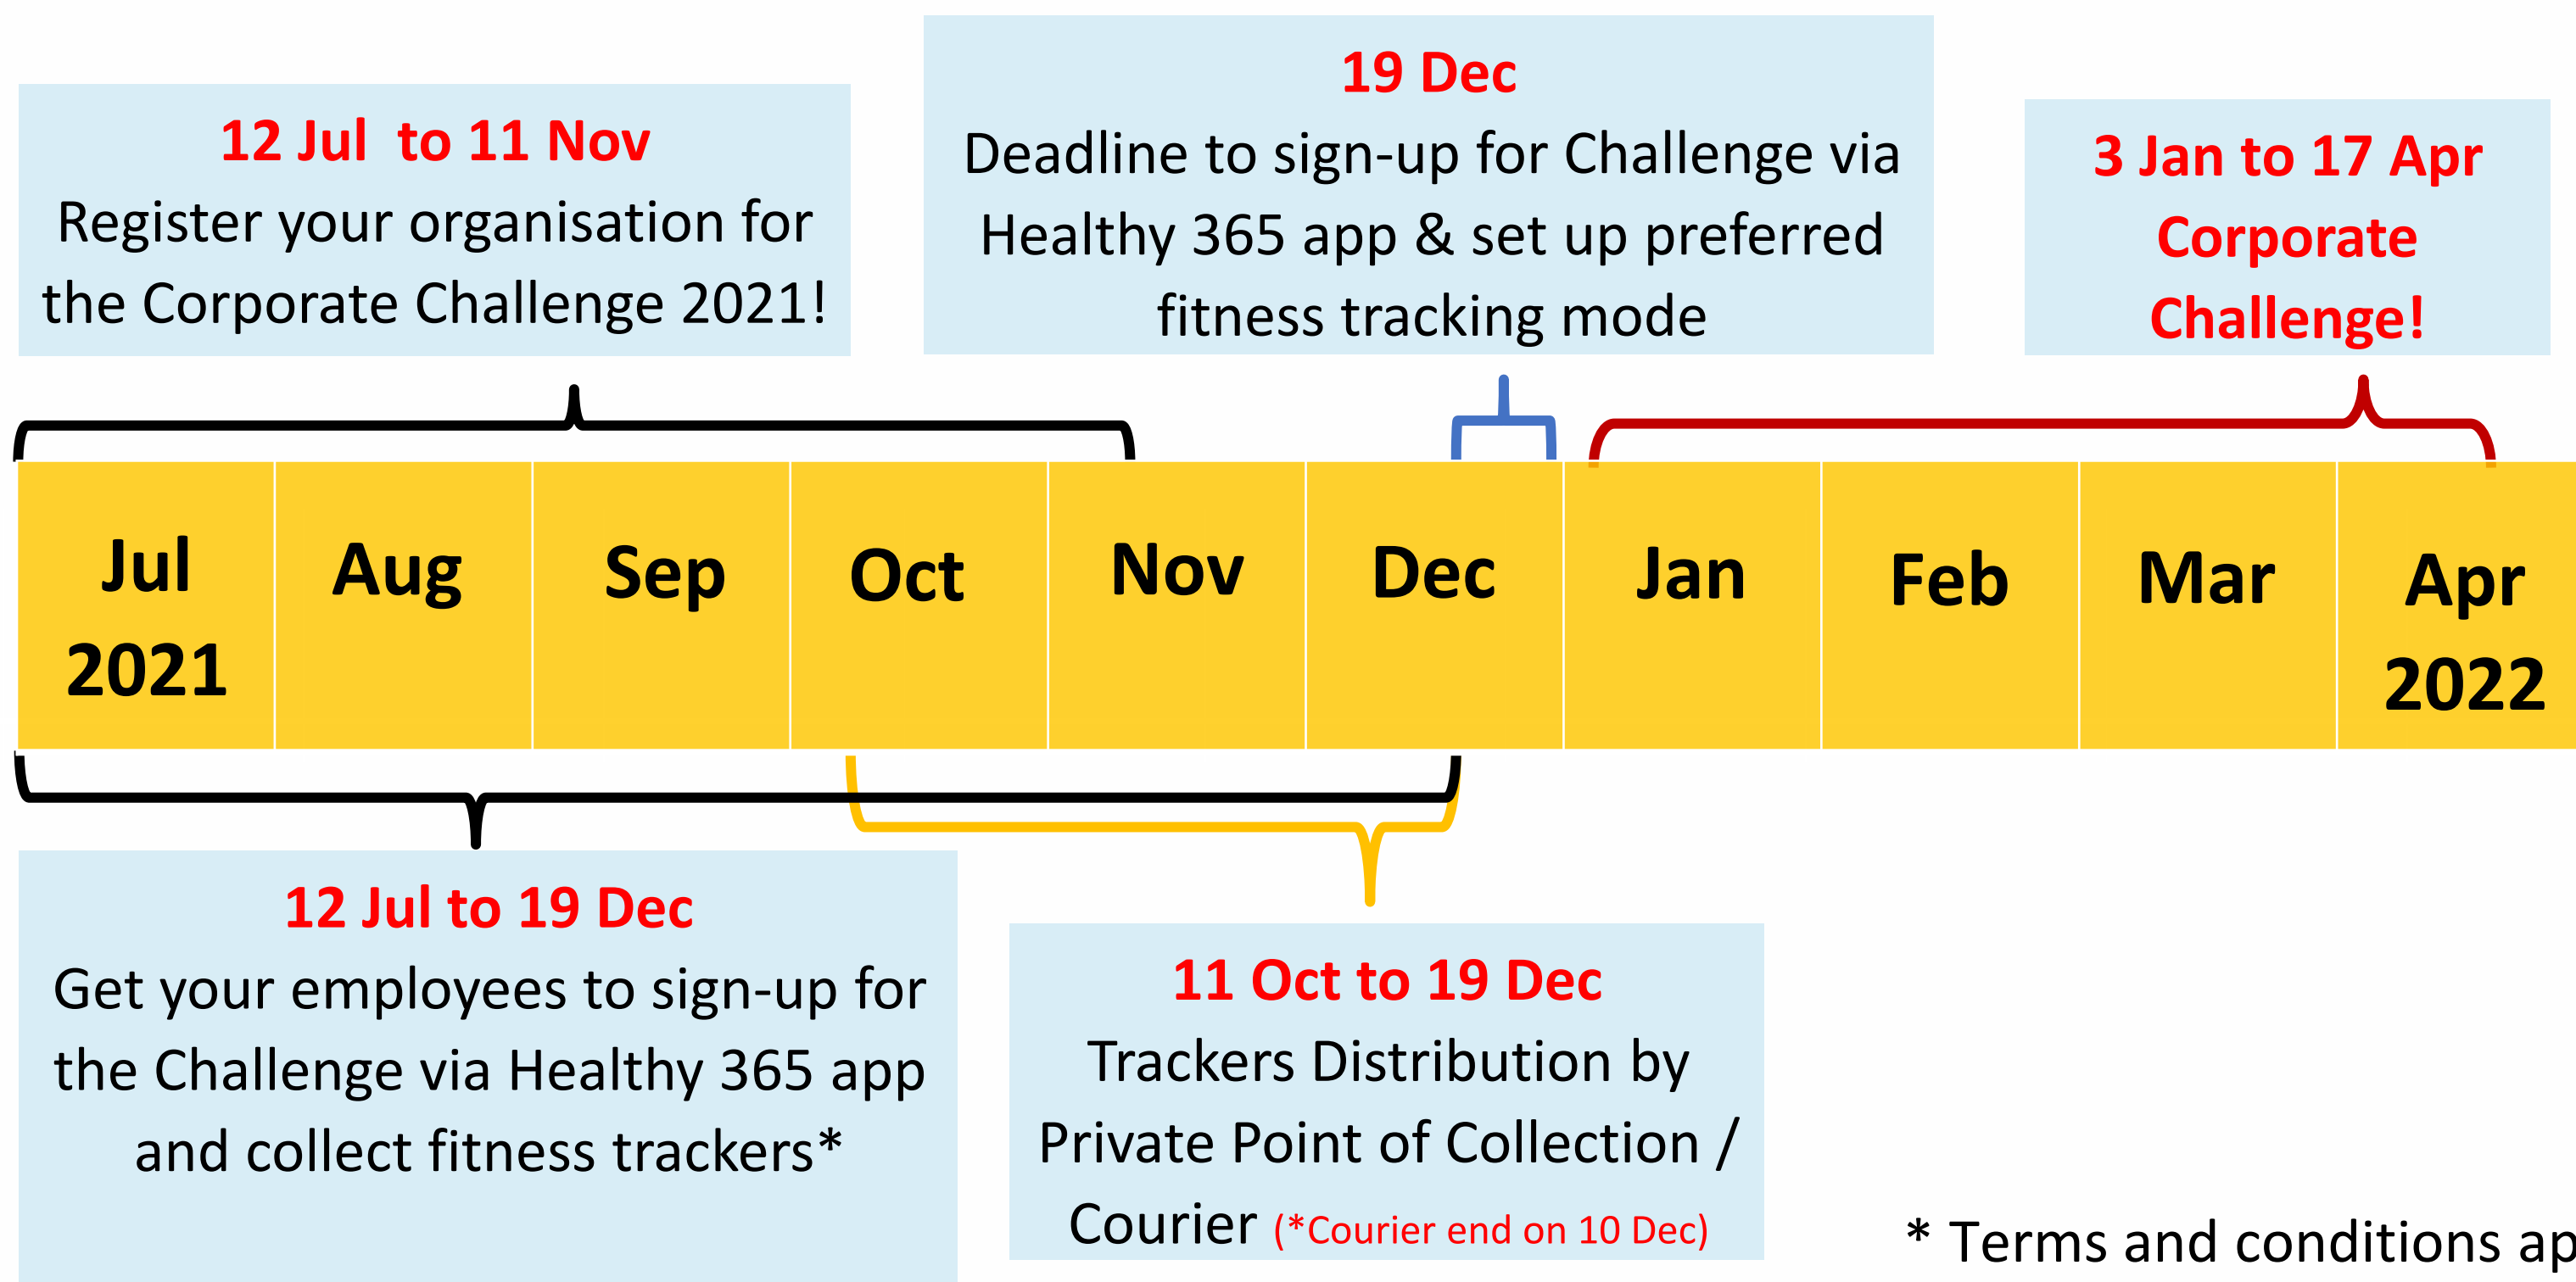 12 Jul  to 11 Nov
Register your organisation for
the Corporate Challenge 2021!
19 Dec
Deadline to sign-up for Challenge via
Healthy 365 app & set up preferred
fitness tracking mode
3 Jan to 17 Apr
Corporate
Challenge!
Jul
2021
Aug
Sep
Oct
Nov
Dec
Jan
Feb
Mar
Apr
2022
12 Jul to 19 Dec
Get your employees to sign-up for
the Challenge via Healthy 365 app
and collect fitness trackers*
11 Oct to 19 Dec
Trackers Distribution by
Private Point of Collection /
Courier (*Courier end on 10 Dec)
* Terms and conditions